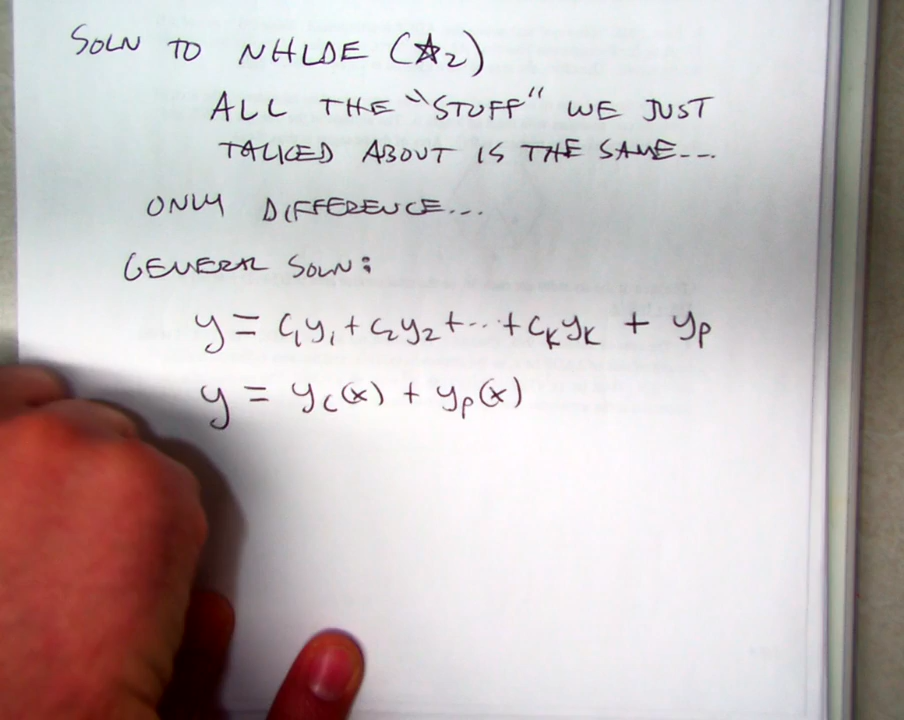 SOLN TO NHLDE (☆2)
ALL THE "STUFF" WE JUST
TALKED ABOUT IS THE SAME...
ONLY DIFFERENCE...
GENERAL SOLN:
y = c₁y₁ + c₂y₂ + ... + cₖyₖ + yₚ
y = y_c(x) + yₚ(x)